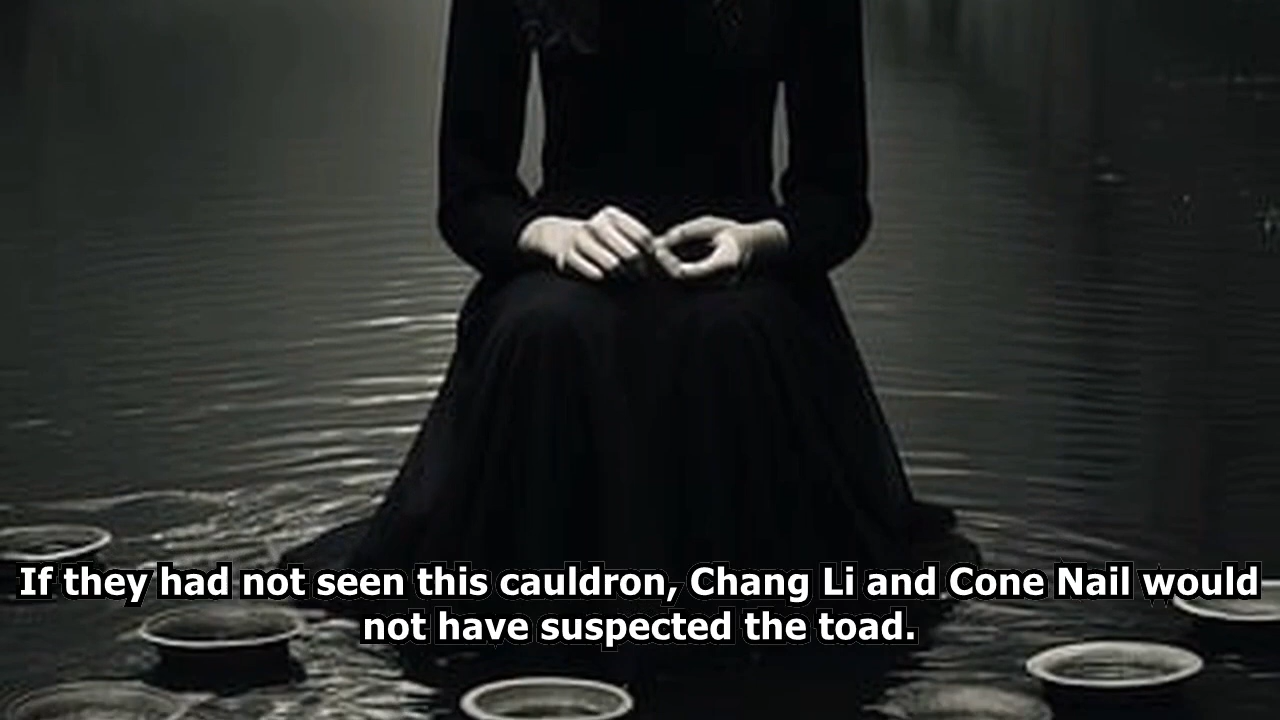 If they had not seen this cauldron, Chang Li and Cone Nail would
not have suspected the toad.